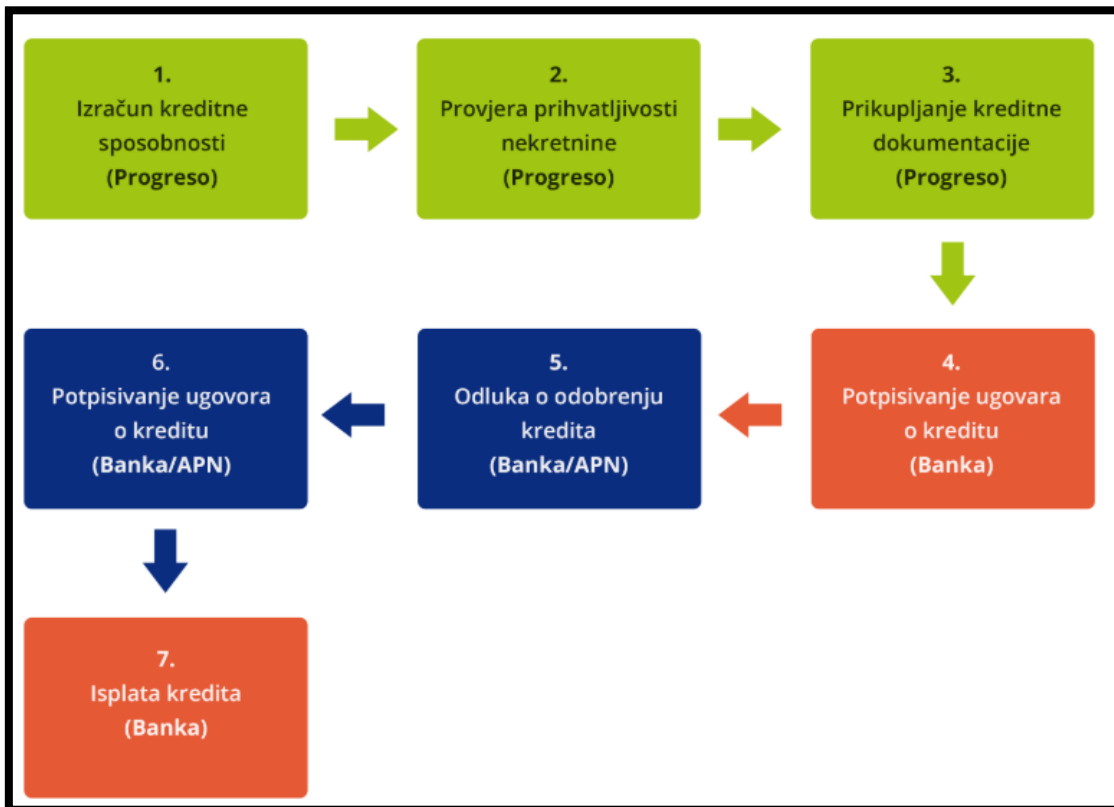 1.
Izračun kreditne
sposobnosti
(Progreso)
2.
Provjera prihvatljivosti
nekretnine
(Progreso)
3.
Prikupljanje kreditne
dokumentacije
(Progreso)
4.
Potpisivanje ugovara
o kreditu
(Banka)
5.
Odluka o odobrenju
kredita
(Banka/APN)
6.
Potpisivanje ugovora
o kreditu
(Banka/APN)
7.
Isplata kredita
(Banka)